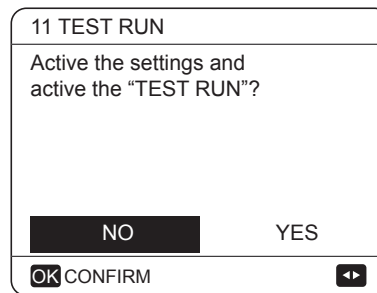 11 TEST RUN
Active the settings and
active the “TEST RUN”?
NO YES
OK CONFIRM